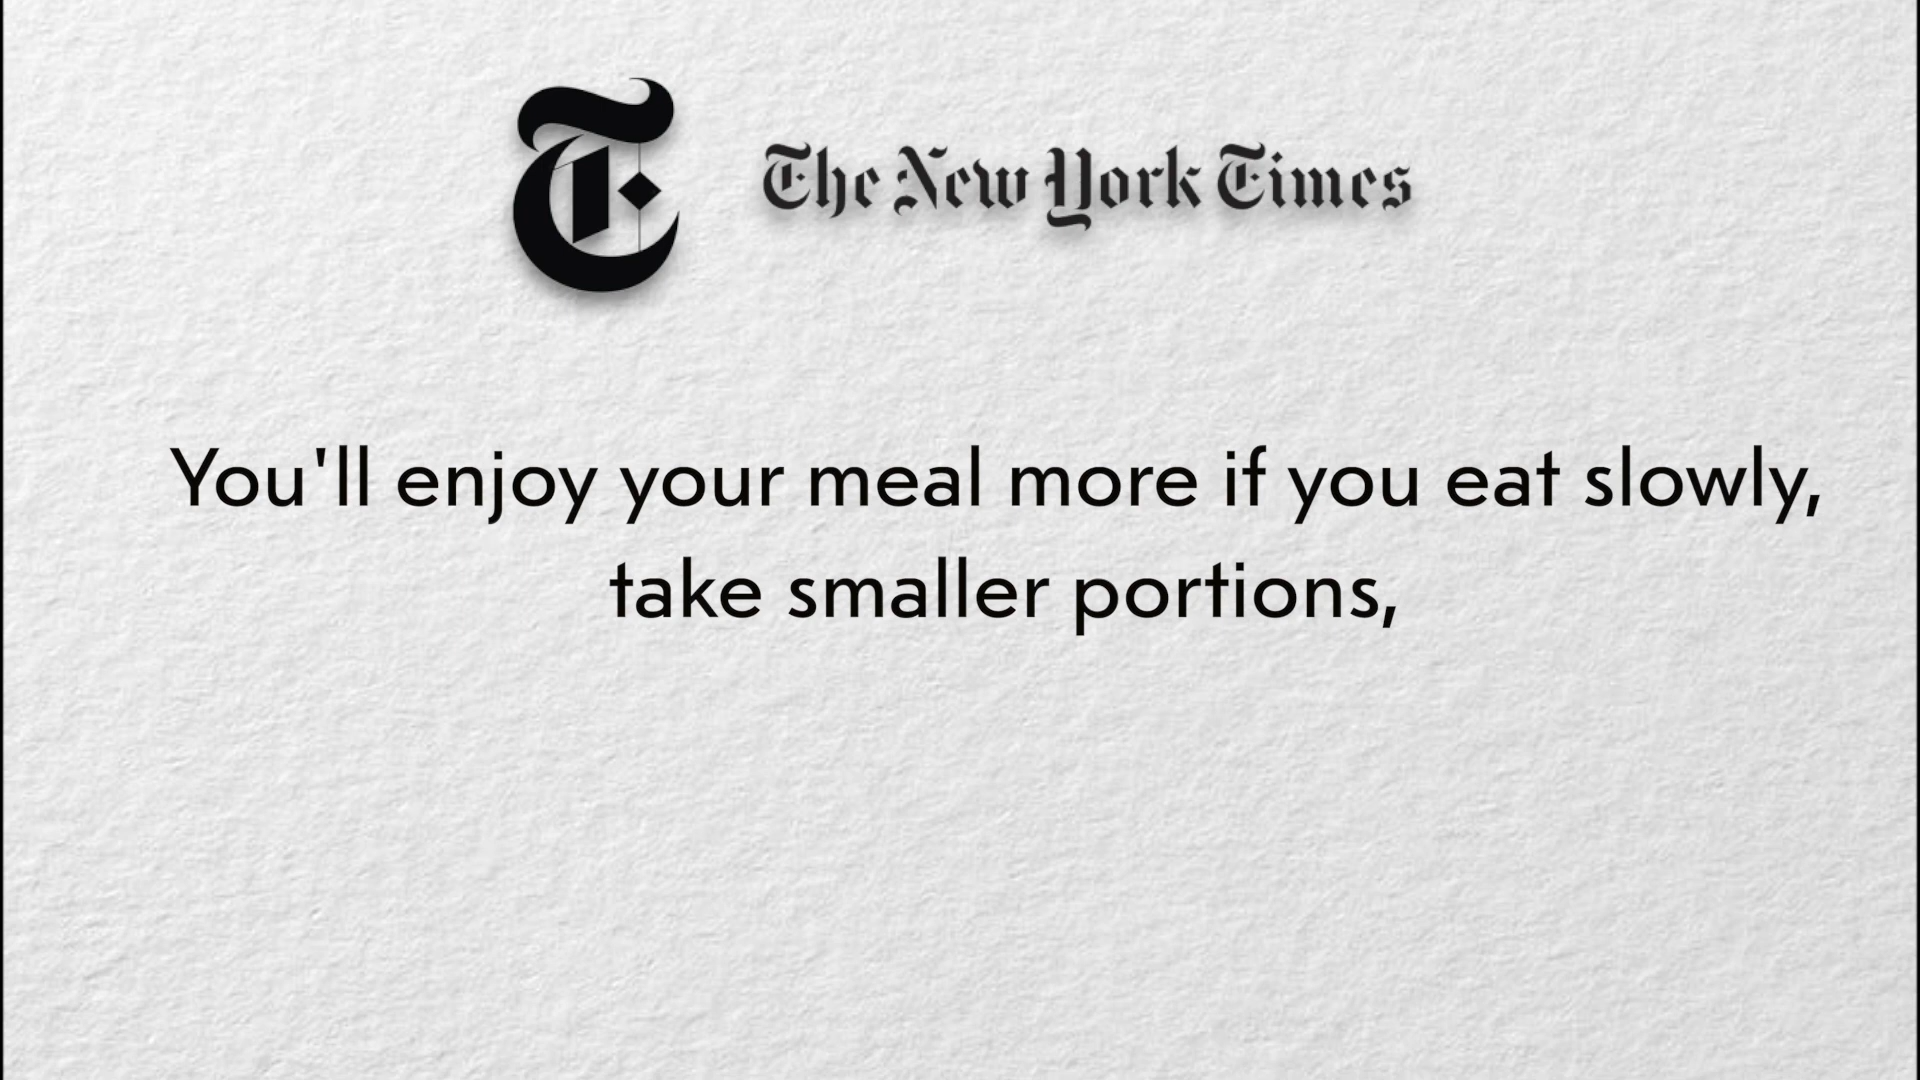 The New York Times
You'll enjoy your meal more if you eat slowly,
take smaller portions,